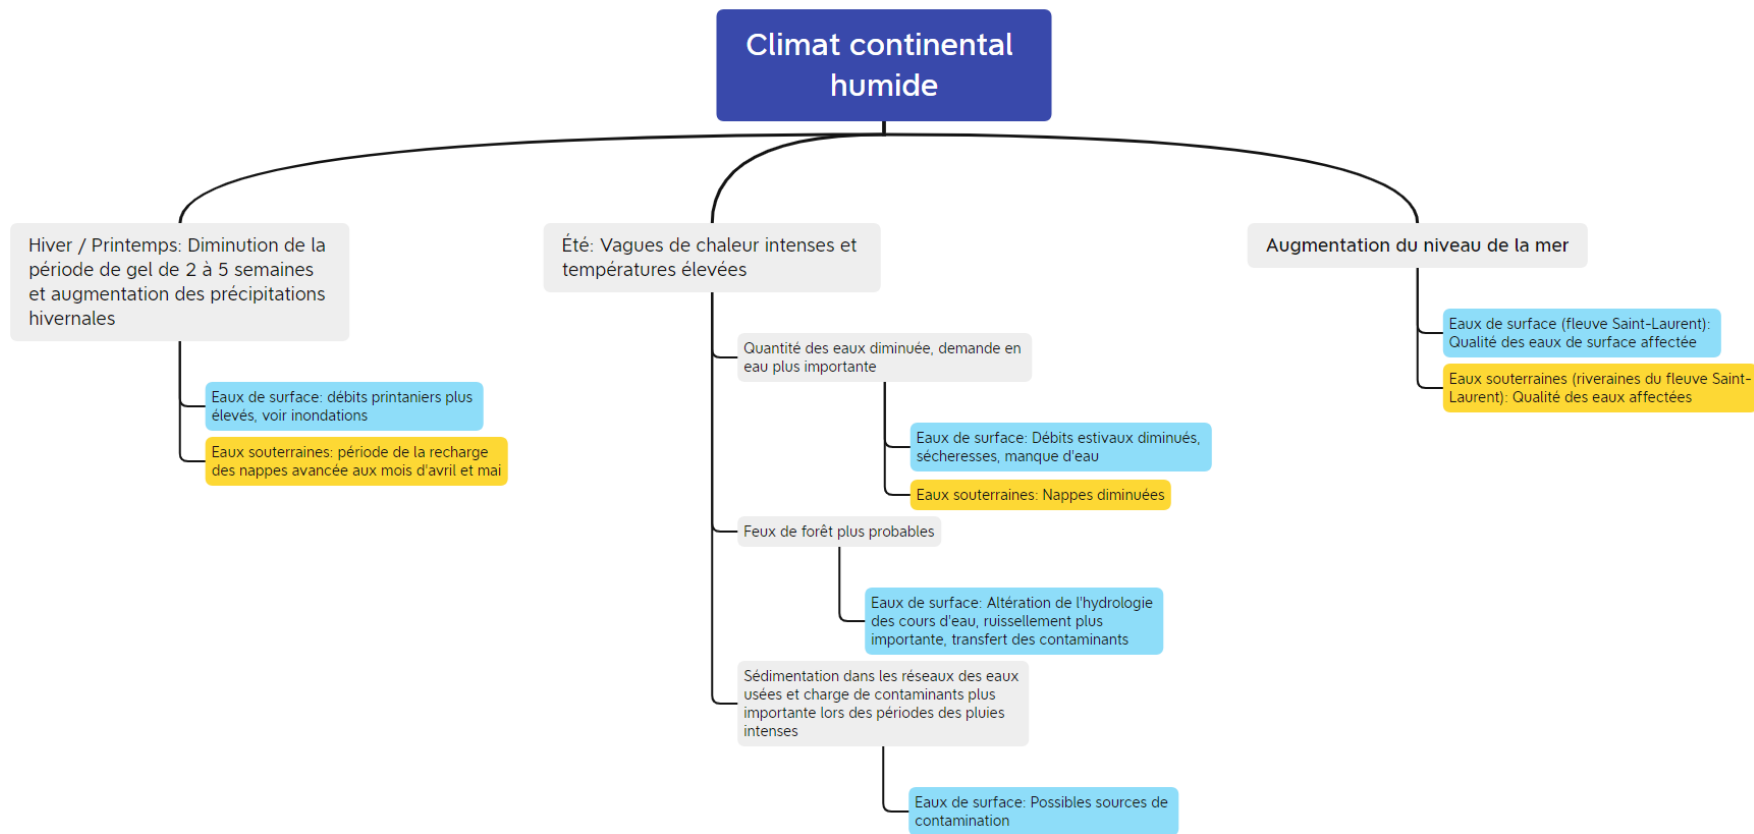 Climat continental
humide
Hiver / Printemps: Diminution de la
période de gel de 2 à 5 semaines
et augmentation des précipitations
hivernales
Eaux de surface: débits printaniers plus
élevés, voir inondations
Eaux souterraines: période de la recharge
des nappes avancée aux mois d'avril et mai
Été: Vagues de chaleur intenses et
températures élevées
Quantité des eaux diminuée, demande en
eau plus importante
Eaux de surface: Débits estivaux diminués,
sécheresses, manque d'eau
Eaux souterraines: Nappes diminuées
Feux de forêt plus probables
Eaux de surface: Altération de l'hydrologie
des cours d'eau, ruissellement plus
importante, transfert des contaminants
Sédimentation dans les réseaux des eaux
usées et charge de contaminants plus
importante lors des périodes des pluies
intenses
Eaux de surface: Possibles sources de
contamination
Augmentation du niveau de la mer
Eaux de surface (fleuve Saint-Laurent):
Qualité des eaux de surface affectée
Eaux souterraines (riveraines du fleuve Saint-
Laurent): Qualité des eaux affectées